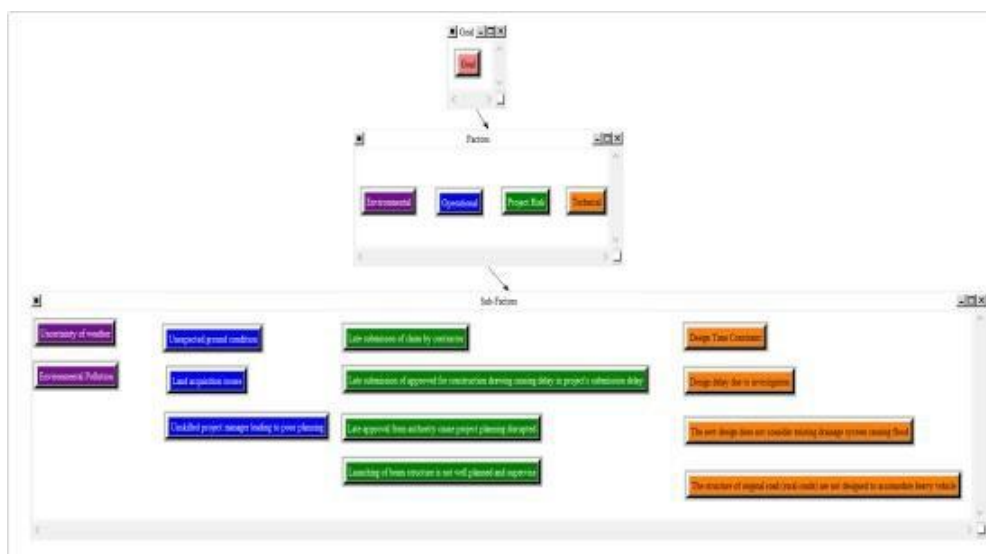 Goal
Goal
Factors
Environmental
Operational
Project Risk
Technical
Sub Factors
Uncertainty of weather
Environmental Pollution
Unexpected ground condition
Land acquisition issues
Unskilled project manager leading to poor planning
Late submission of claim by contractor
Late submission of approved for construction drawing causing delay in project's submission delay
Late approval from authority cause project planning disrupted
Launching of beam structure is not well planned and supervise
Design Time Constraint
Design delay due to investigation
The new design does not consider existing drainage system causing flood
The structure of original road (rural roads) are not designed to accomodate heavy vehicle